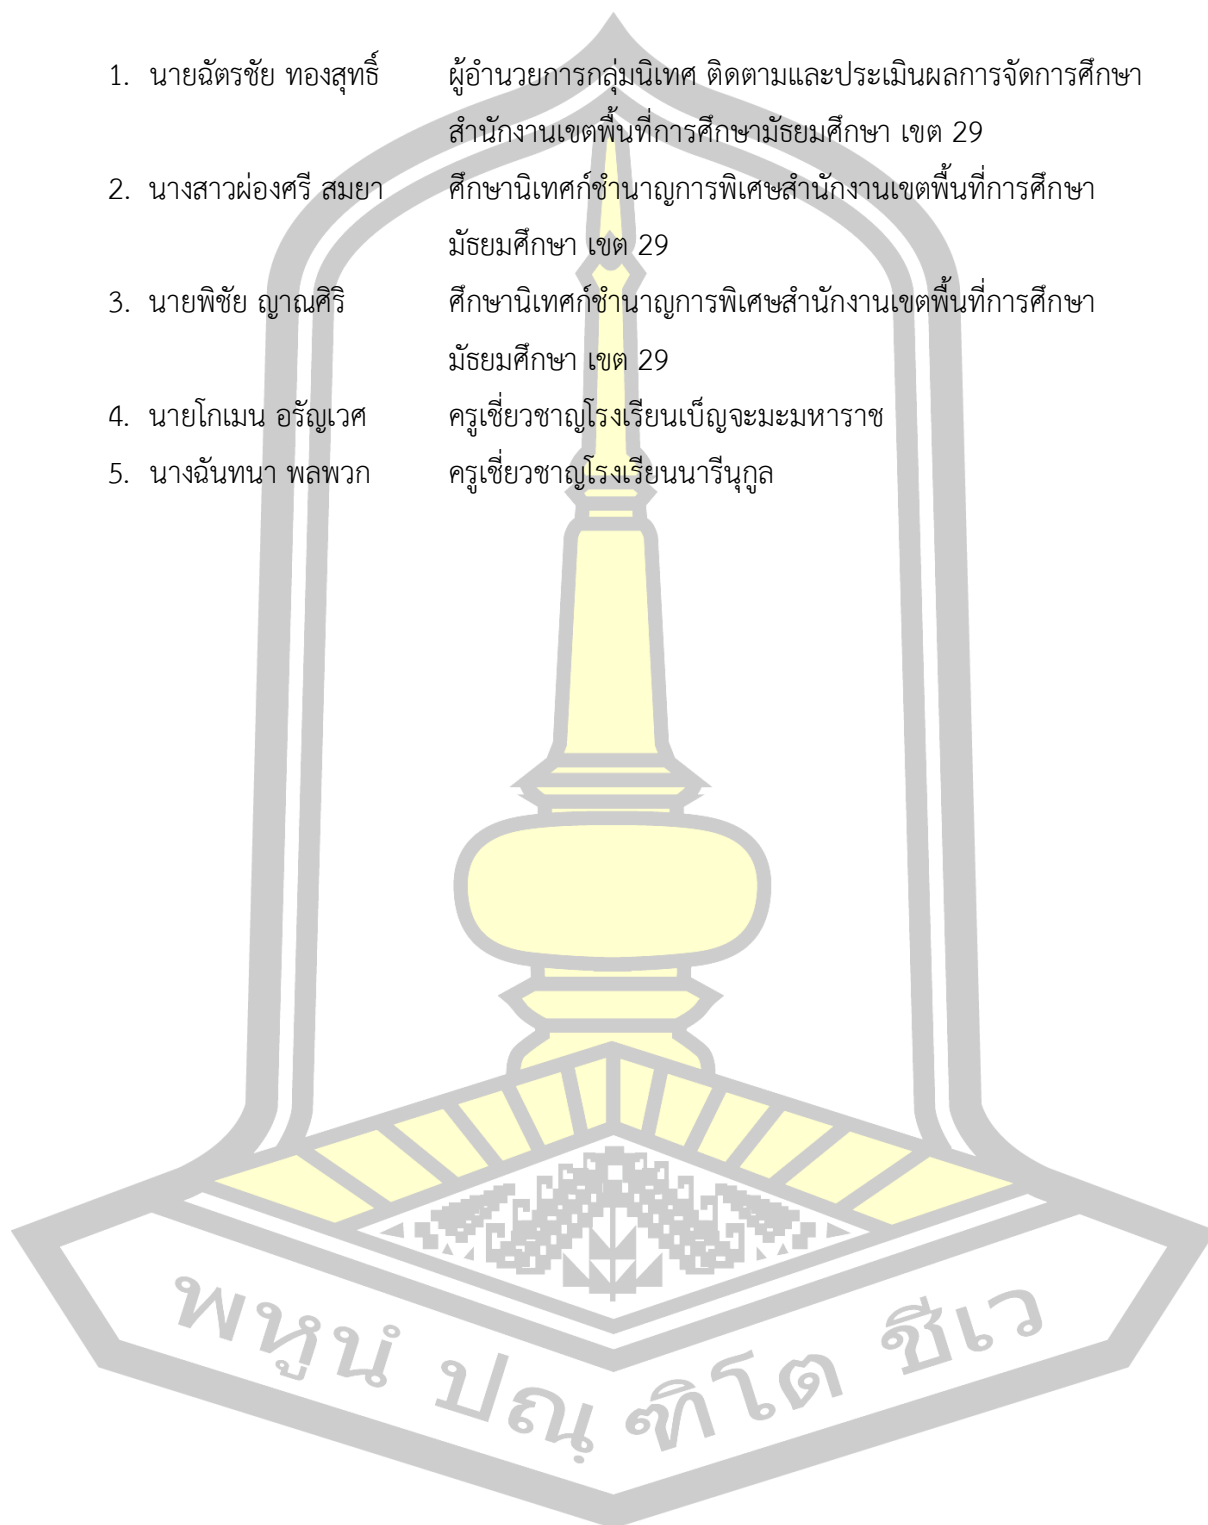 1. นายฉัตรชัย ทองสุทธิ์ ผู้อำนวยการกลุ่มนิเทศ ติดตามและประเมินผลการจัดการศึกษา
สำนักงานเขตพื้นที่การศึกษามัธยมศึกษา เขต 29
2. นางสาวผ่องศรี สมยา ศึกษานิเทศก์ชำนาญการพิเศษสำนักงานเขตพื้นที่การศึกษา
มัธยมศึกษา เขต 29
3. นายพิชัย ญาณศิริ ศึกษานิเทศก์ชำนาญการพิเศษสำนักงานเขตพื้นที่การศึกษา
มัธยมศึกษา เขต 29
4. นายโกเมน อรัญเวศ ครูเชี่ยวชาญโรงเรียนเบ็ญจะมะมหาราช
5. นางฉันทนา พลพวก ครูเชี่ยวชาญโรงเรียนนารีนุกูล
พหูนํ ปณฺ ฑิโต ชีเว